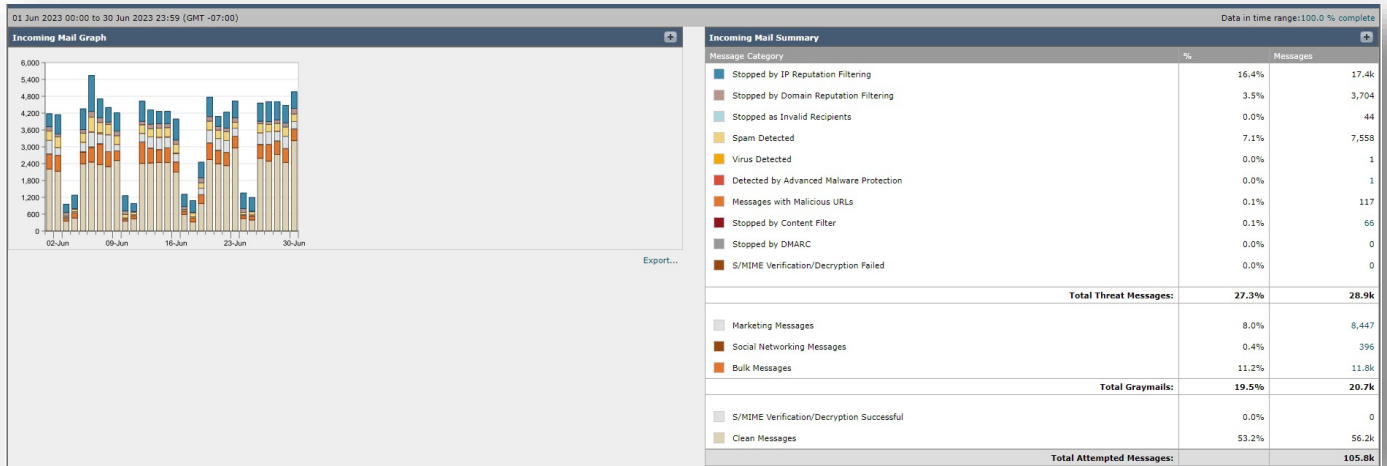 01 Jun 2023 00:00 to 30 Jun 2023 23:59 (GMT -07:00)
Data in time range:100.0 % complete
Incoming Mail Graph
6,000
5,400
4,800
4,200
3,600
3,000
2,400
1,800
1,200
600
0
02-Jun 09-Jun 16-Jun 23-Jun 30-Jun
Export...
Incoming Mail Summary
Message Category % Messages
Stopped by IP Reputation Filtering 16.4% 17.4k
Stopped by Domain Reputation Filtering 3.5% 3,704
Stopped as Invalid Recipients 0.0% 44
Spam Detected 7.1% 7,558
Virus Detected 0.0% 1
Detected by Advanced Malware Protection 0.0% 1
Messages with Malicious URLs 0.1% 117
Stopped by Content Filter 0.1% 66
Stopped by DMARC 0.0% 0
S/MIME Verification/Decryption Failed 0.0% 0
Total Threat Messages: 27.3% 28.9k
Marketing Messages 8.0% 8,447
Social Networking Messages 0.4% 396
Bulk Messages 11.2% 11.8k
Total Graymails: 19.5% 20.7k
S/MIME Verification/Decryption Successful 0.0% 0
Clean Messages 53.2% 56.2k
Total Attempted Messages: 105.8k